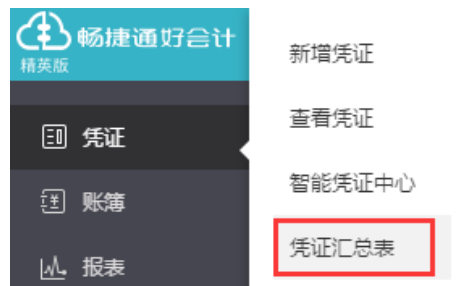 畅捷通好会计
精英版
凭证
账簿
报表
新增凭证
查看凭证
智能凭证中心
凭证汇总表